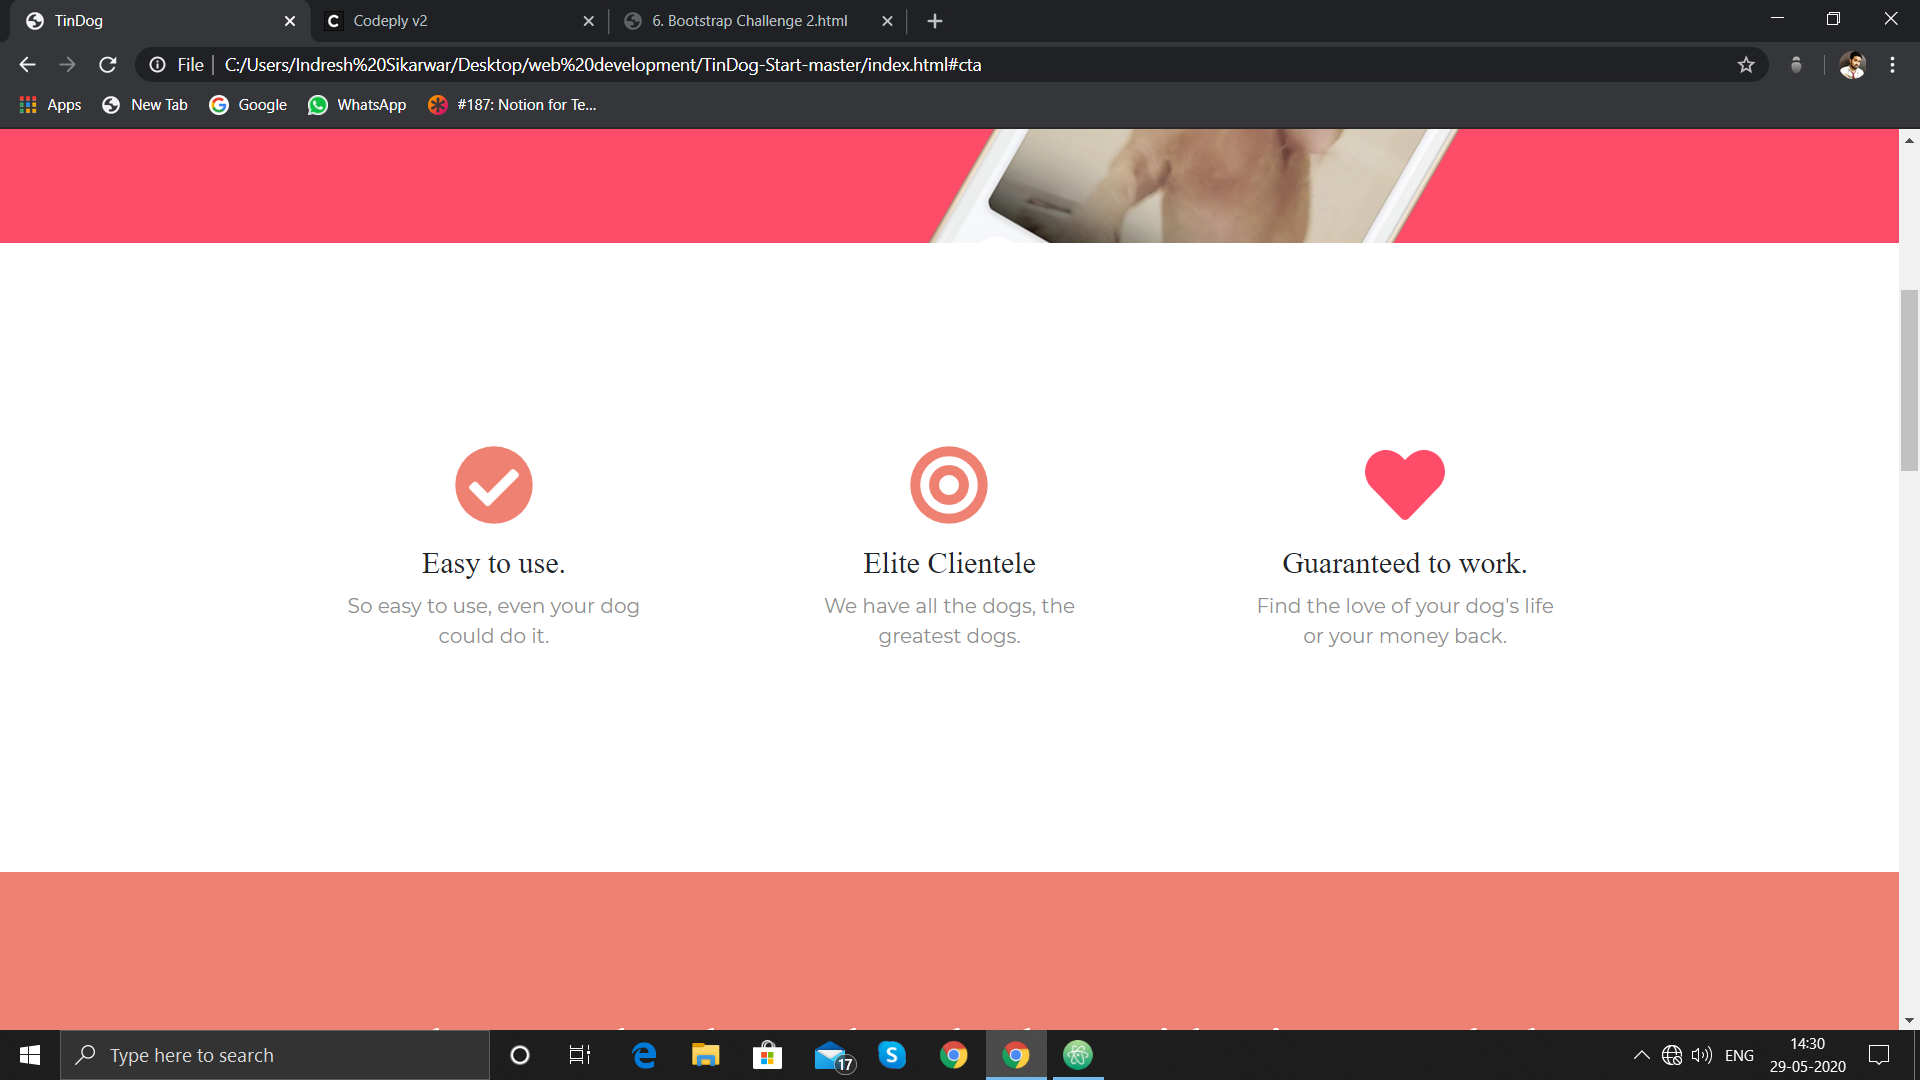 TinDog
C Codeply v2
6. Bootstrap Challenge 2.html
File C:/Users/Indresh%20Sikarwar/Desktop/web%20development/TinDog-Start-master/index.html#cta
Apps New Tab Google WhatsApp #187: Notion for Te...
Easy to use.
So easy to use, even your dog
could do it.
Elite Clientele
We have all the dogs, the
greatest dogs.
Guaranteed to work.
Find the love of your dog's life
or your money back.
Type here to search
17
S
ENG
14:30
29-05-2020